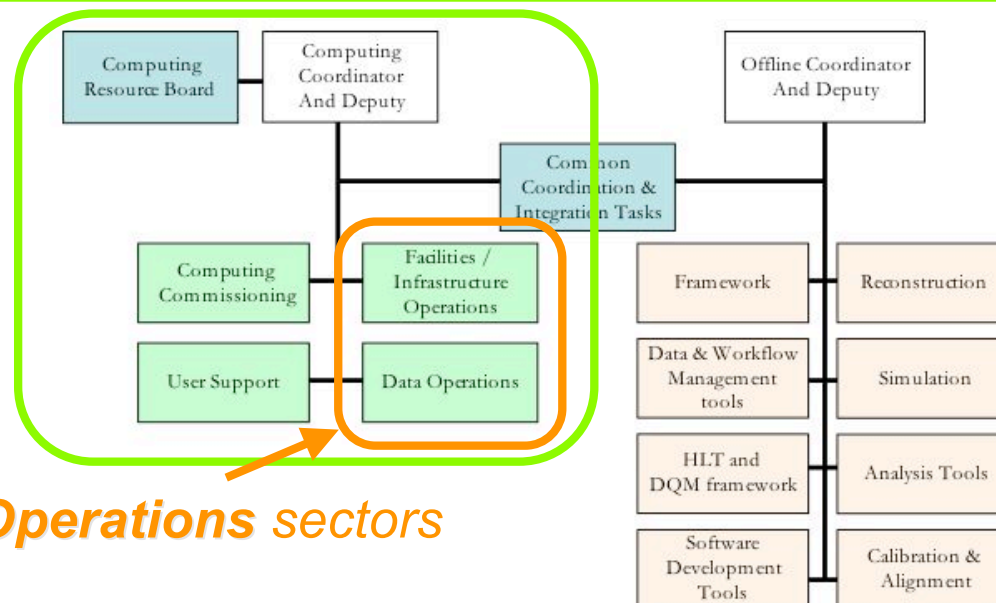 Computing
Resource Board
Computing
Coordinator
And Deputy
Offline Coordinator
And Deputy
Common
Coordination &
Integration Tasks
Computing
Commissioning
Facilities /
Infrastructure
Operations
User Support
Data Operations
Framework
Reconstruction
Data & Workflow
Management
tools
Simulation
HLT and
DQM framework
Analysis Tools
Software
Development
Tools
Calibration &
Alignment
Operations sectors